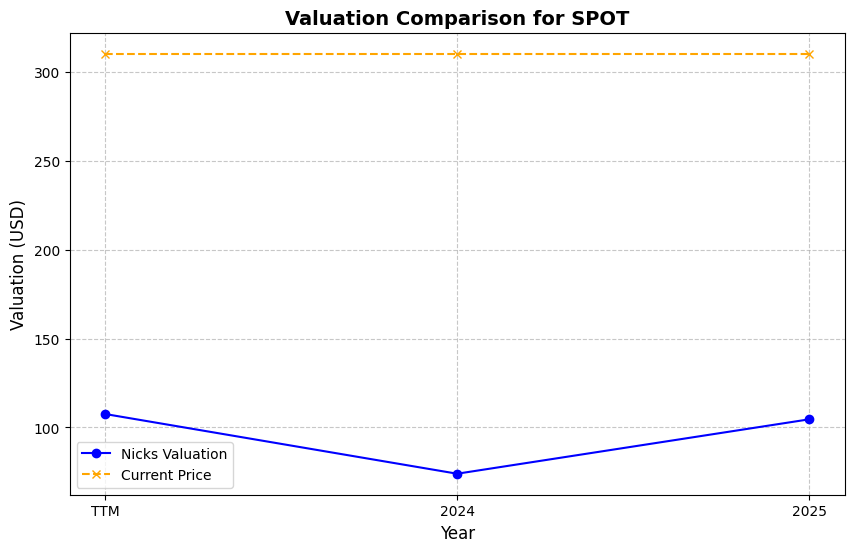 Valuation Comparison for SPOT
Valuation (USD)
300
250
200
150
100
Nicks Valuation
Current Price
TTM
2024
2025
Year